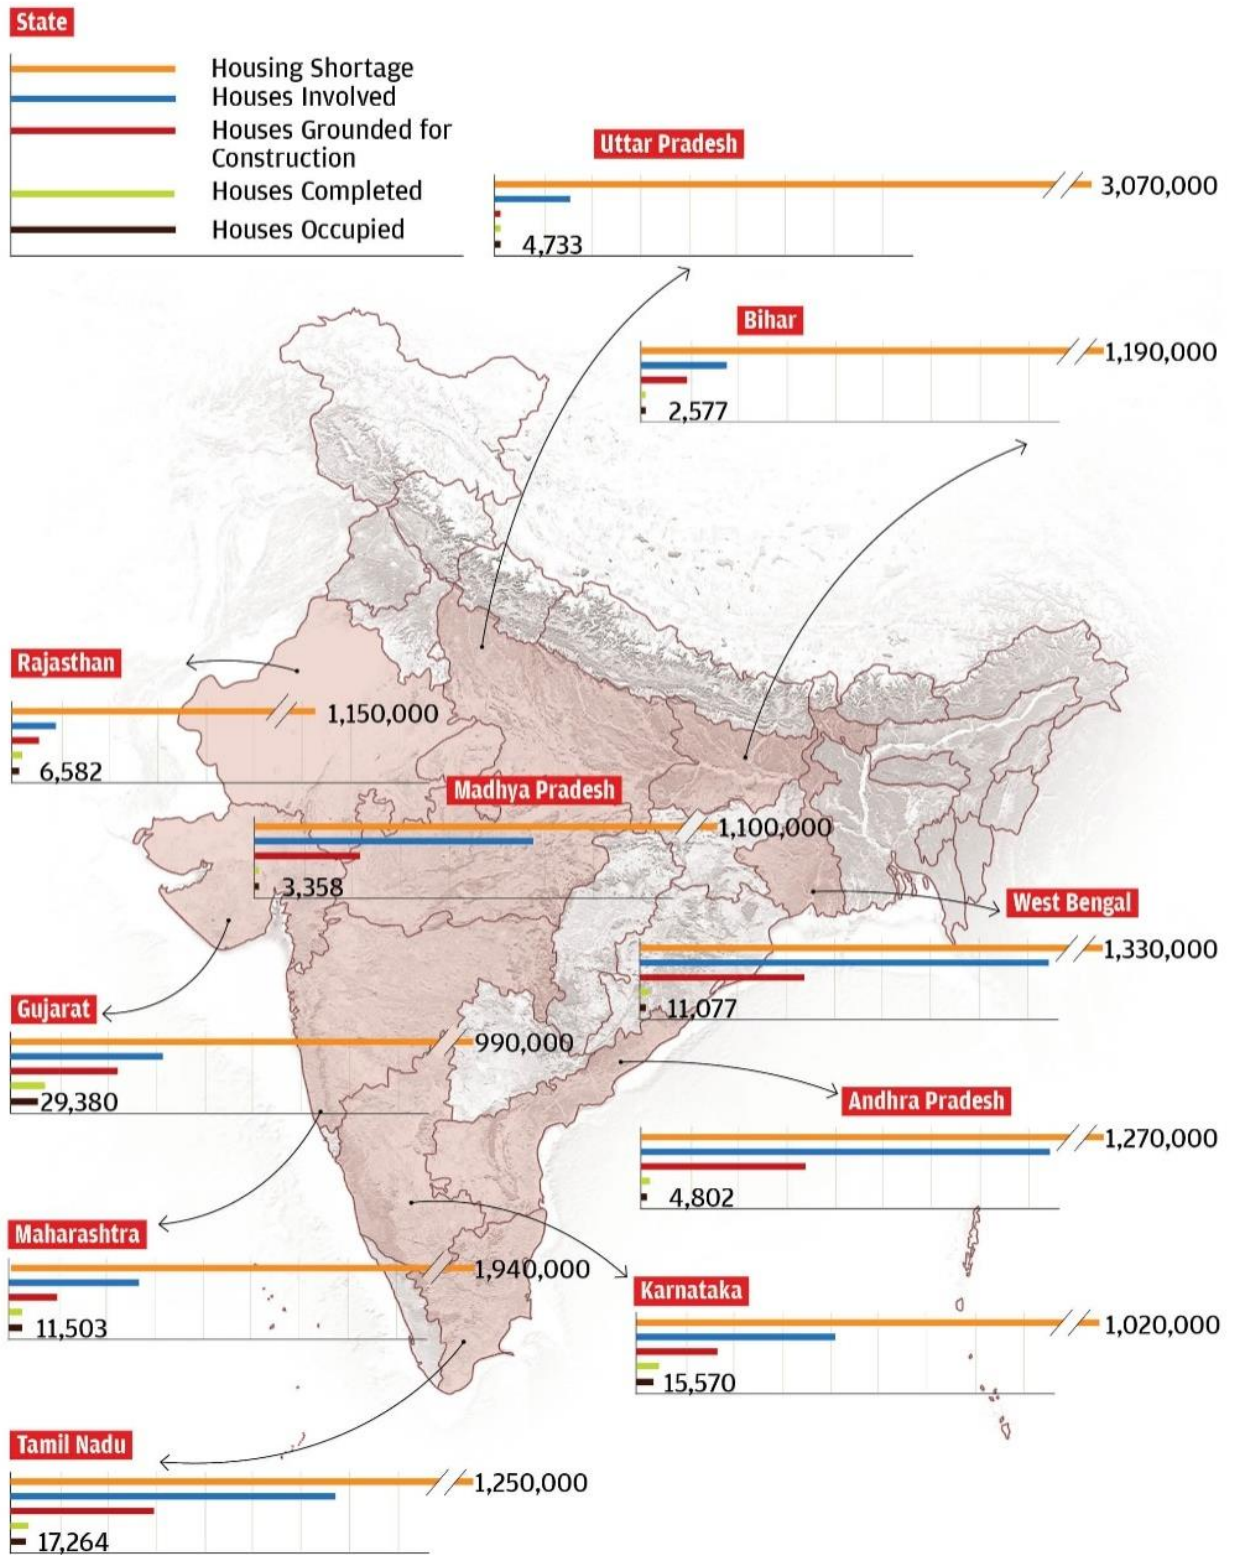 State
Housing Shortage
Houses Involved
Houses Grounded for
Construction
Houses Completed
Houses Occupied
Uttar Pradesh
3,070,000
4,733
Bihar
1,190,000
2,577
Rajasthan
1,150,000
6,582
Madhya Pradesh
1,100,000
3,358
West Bengal
1,330,000
11,077
Gujarat
990,000
29,380
Andhra Pradesh
1,270,000
4,802
Maharashtra
1,940,000
11,503
Karnataka
1,020,000
15,570
Tamil Nadu
1,250,000
17,264